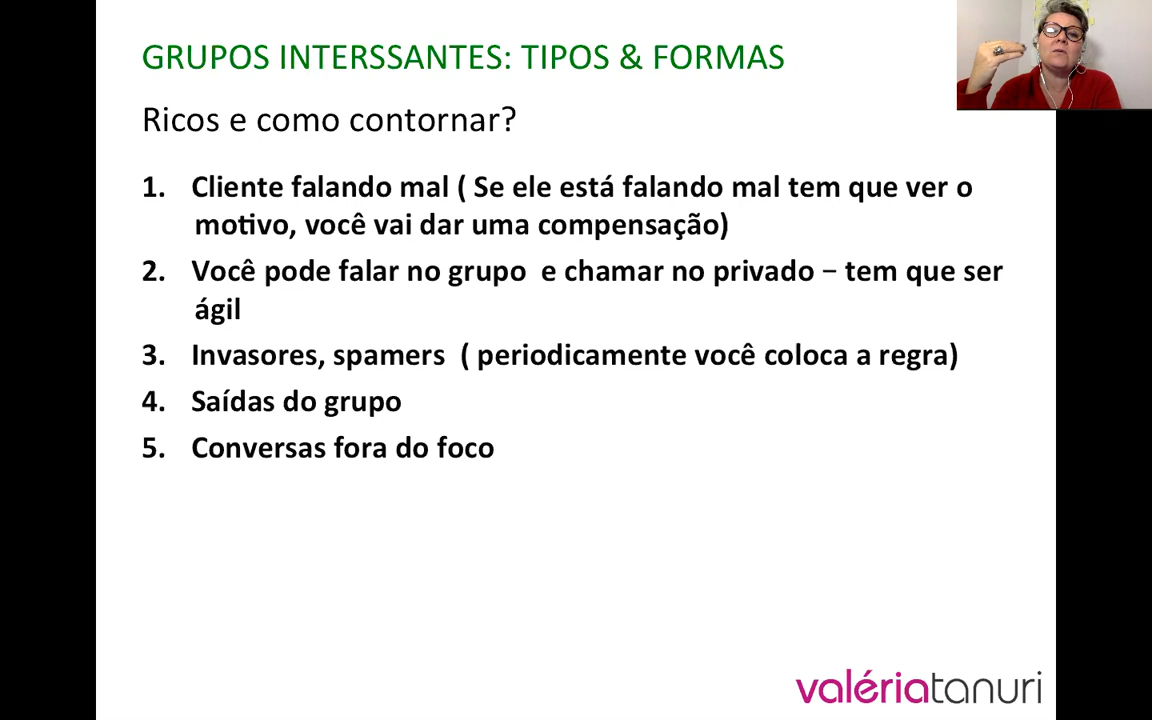 GRUPOS INTERSSANTES: TIPOS & FORMAS
Ricos e como contornar?
1. Cliente falando mal ( Se ele está falando mal tem que ver o
motivo, você vai dar uma compensação)
2. Você pode falar no grupo e chamar no privado – tem que ser
ágil
3. Invasores, spamers ( periodicamente você coloca a regra)
4. Saídas do grupo
5. Conversas fora do foco
valériatanuri